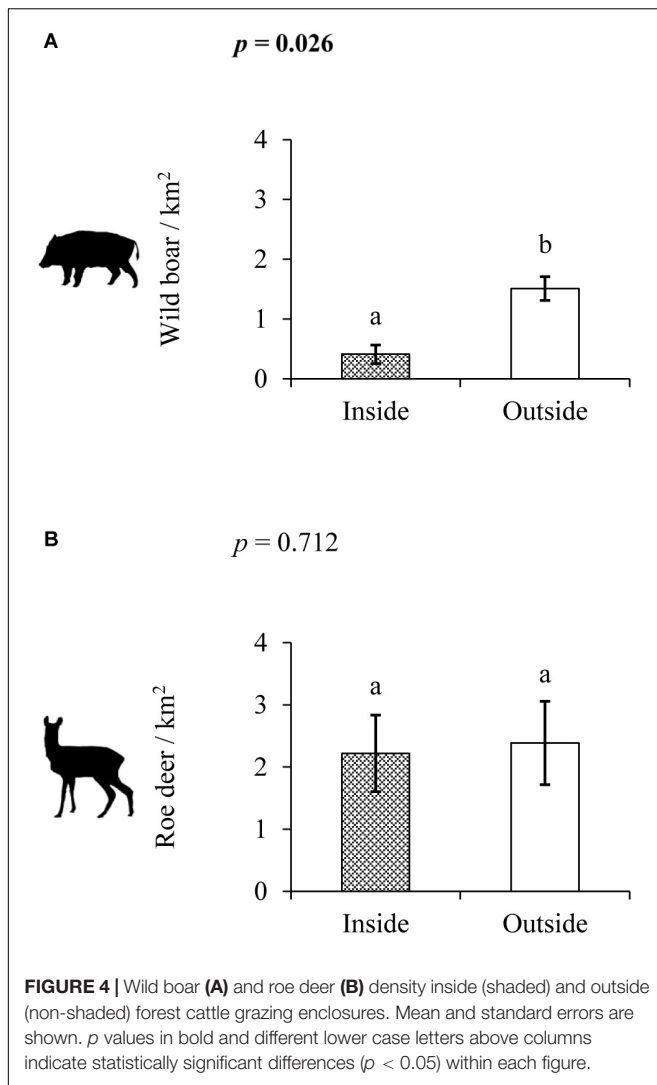 A
p = 0.026
Wild boar / km²
4
3
2
1
0
a
b
Inside
Outside
B
p = 0.712
Roe deer / km²
4
3
2
1
0
a
a
Inside
Outside
FIGURE 4 | Wild boar (A) and roe deer (B) density inside (shaded) and outside
(non-shaded) forest cattle grazing enclosures. Mean and standard errors are
shown. p values in bold and different lower case letters above columns
indicate statistically significant differences (p < 0.05) within each figure.